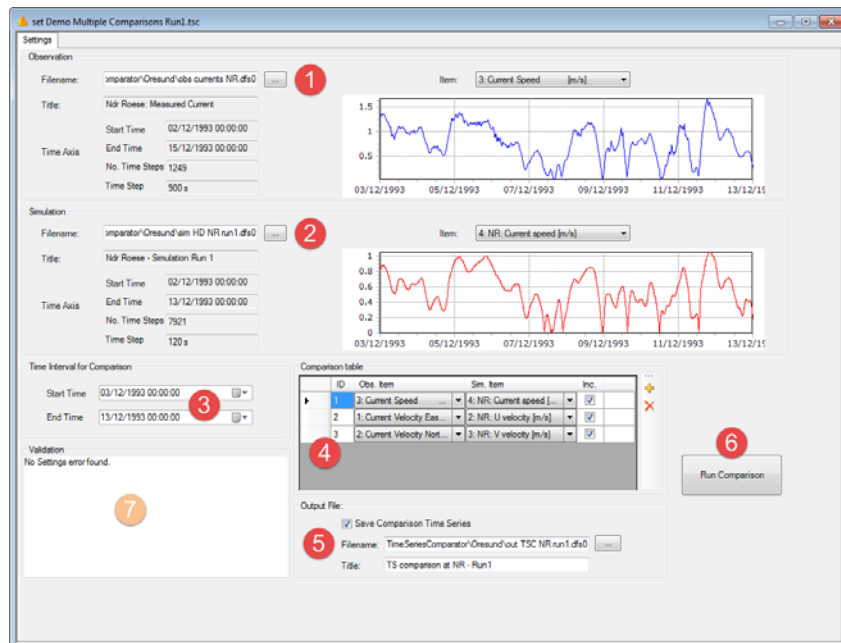 set Demo Multiple Comparisons Run1.tsc
Settings
Observation
Filename: omparator\Oresund\obs currents NR.dfs0 ...
1
Item: 3: Current Speed [m/s]
Title: Ndr Roese: Measured Current
Time Axis
Start Time 02/12/1993 00:00:00
End Time 15/12/1993 00:00:00
No. Time Steps 1249
Time Step 900 s
1.5
1
0.5
03/12/1993 05/12/1993 07/12/1993 09/12/1993 11/12/1993 13/12/19
Simulation
Filename: omparator\Oresund\sim HD NR run1.dfs0 ...
2
Item: 4: NR: Current speed [m/s]
Title: Ndr Roese - Simulation Run 1
Time Axis
Start Time 02/12/1993 00:00:00
End Time 13/12/1993 00:00:00
No. Time Steps 7921
Time Step 120 s
1
0.8
0.6
0.4
0.2
0
03/12/1993 05/12/1993 07/12/1993 09/12/1993 11/12/1993 13/12/19
Time Interval for Comparison
Start Time 03/12/1993 00:00:00
End Time 13/12/1993 00:00:00
3
Comparison table
ID Obs. Item Sim. Item Inc.
1 3: Current Speed ... 4: NR: Current speed [...
2 1: Current Velocity Eas... 2: NR: U velocity [m/s]
3 2: Current Velocity Nort... 3: NR: V velocity [m/s]
4
6
Run Comparison
Validation
No Settings error found.
7
Output File:
Save Comparison Time Series
5
Filename: TimeSeriesComparator\Oresund\out TSC NR run1.dfs0 ...
Title: TS comparison at NR - Run1